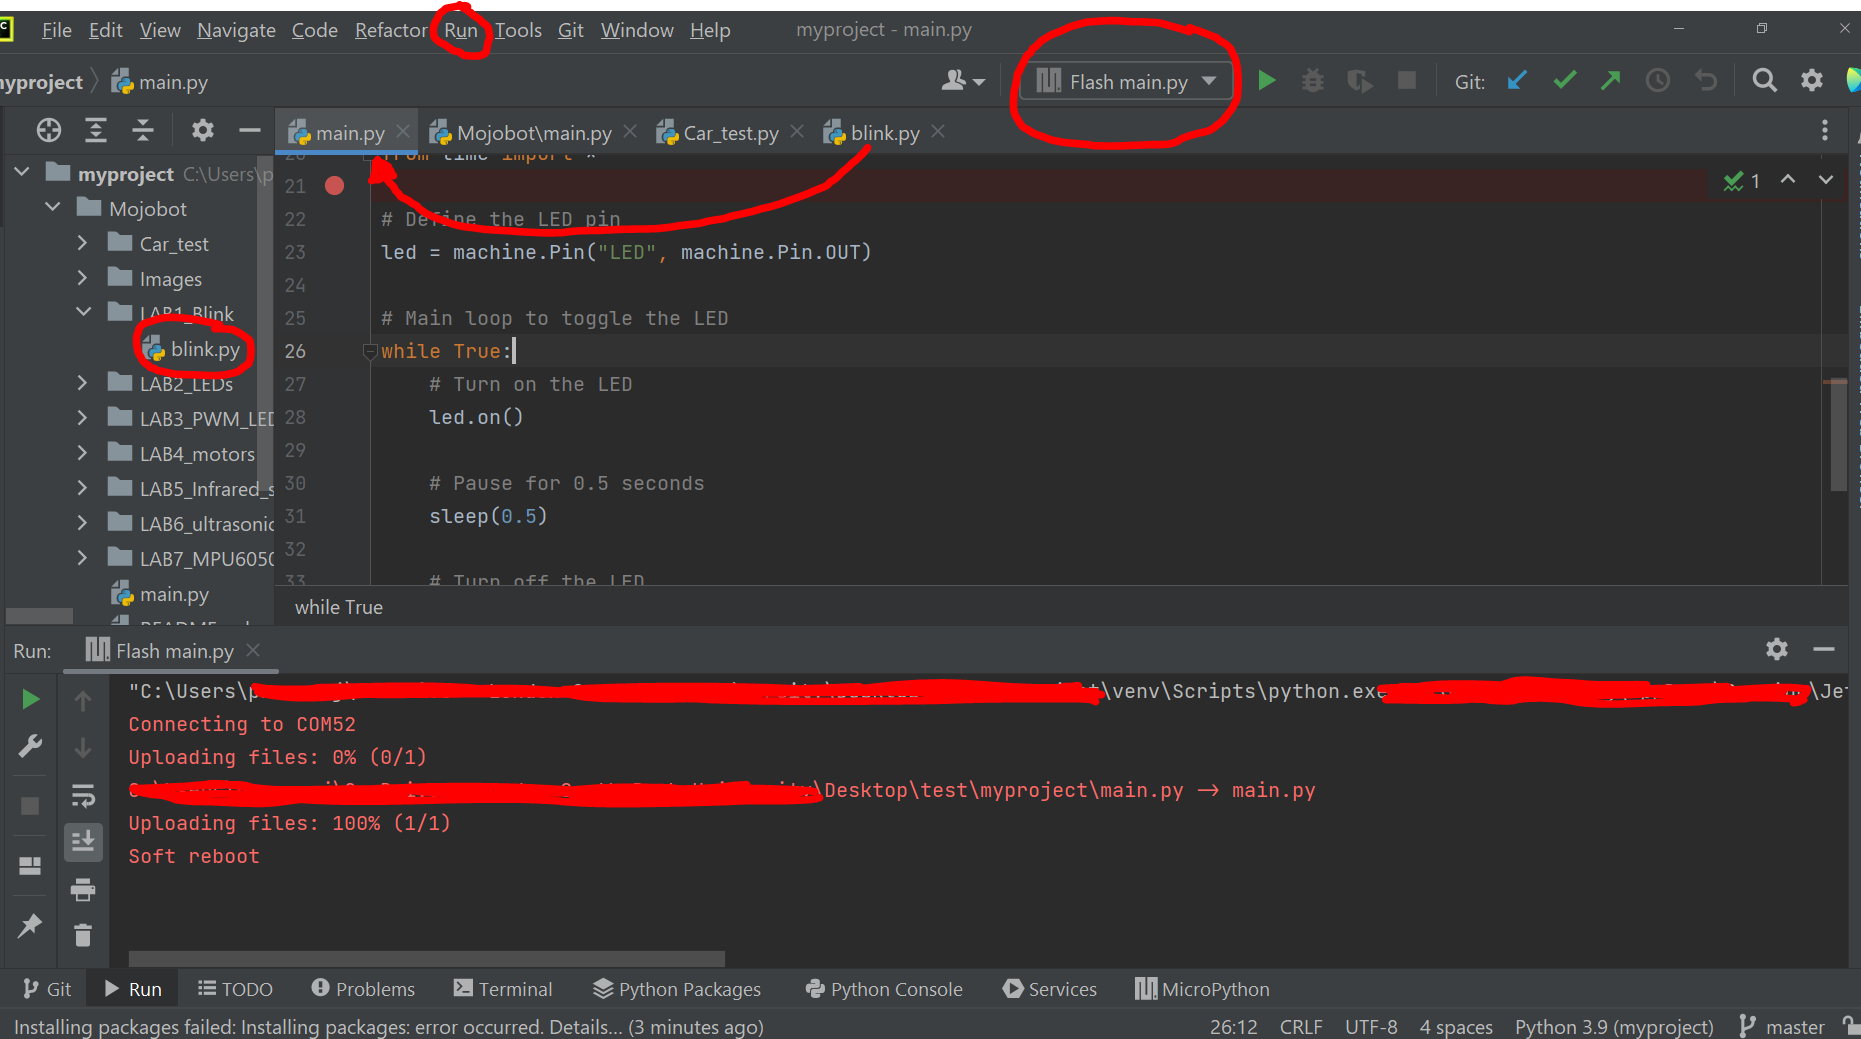 File Edit View Navigate Code Refactor Run Tools Git Window Help myproject - main.py
myproject main.py Flash main.py Git:
main.py Mojobot\main.py Car_test.py blink.py
myproject C:\Users\p
Mojobot
Car_test
Images
LAB1_Blink
blink.py
LAB2_LEDs
LAB3_PWM_LED
LAB4_motors
LAB5_Infrared_s
LAB6_ultrasonic
LAB7_MPU6050
main.py
20 from time import *
21
22 # Define the LED pin
23 led = machine.Pin("LED", machine.Pin.OUT)
24
25 # Main loop to toggle the LED
26 while True:
27 # Turn on the LED
28 led.on()
29
30 # Pause for 0.5 seconds
31 sleep(0.5)
32
33 # Turn off the LED
1
while True
Run: Flash main.py
"C:\Users\p \venv\Scripts\python.exe \Je
Connecting to COM52
Uploading files: 0% (0/1)
\Desktop\test\myproject\main.py -> main.py
Uploading files: 100% (1/1)
Soft reboot
Git Run TODO Problems Terminal Python Packages Python Console Services MicroPython
Installing packages failed: Installing packages: error occurred. Details... (3 minutes ago) 26:12 CRLF UTF-8 4 spaces Python 3.9 (myproject) master